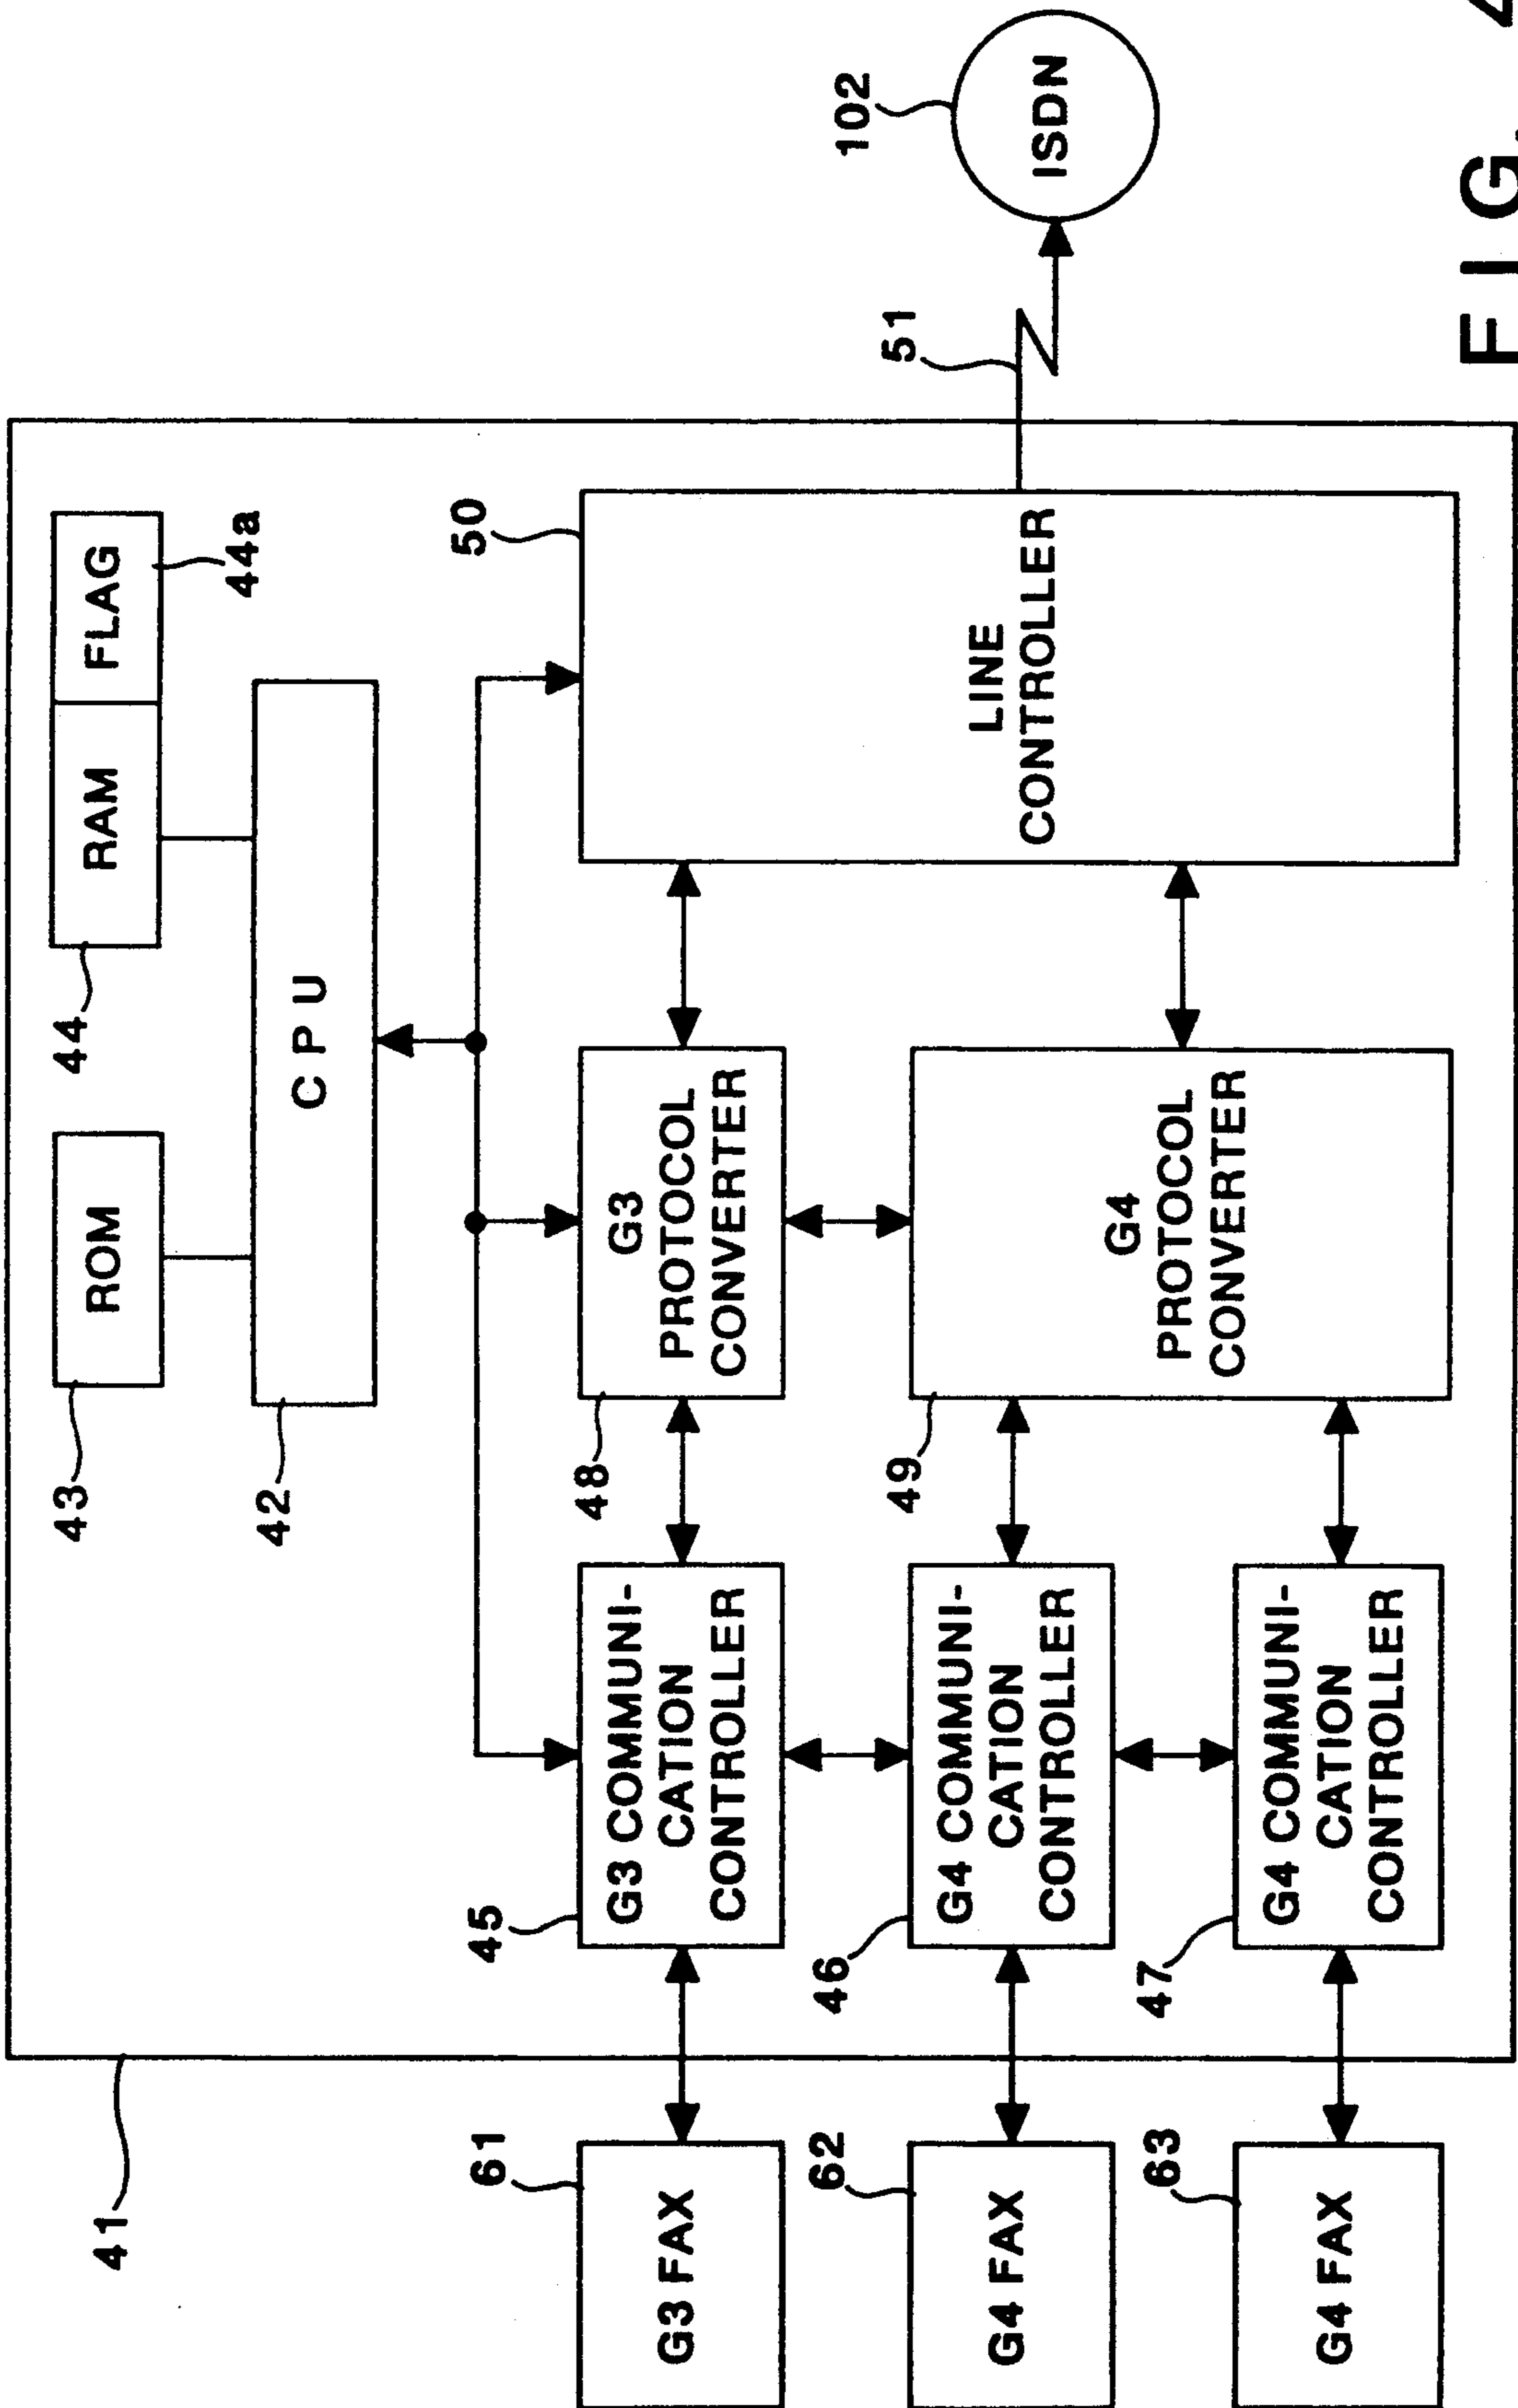 41
43
ROM
44
RAM
FLAG
44a
42
C P U
50
LINE
CONTROLLER
51
102
ISDN
45
G3 COMMUNI-
CATION
CONTROLLER
48
G3
PROTOCOL
CONVERTER
46
G4 COMMUNI-
CATION
CONTROLLER
49
G4
PROTOCOL
CONVERTER
47
G4 COMMUNI-
CATION
CONTROLLER
61
G3 FAX
62
G4 FAX
63
G4 FAX
F I G. 4